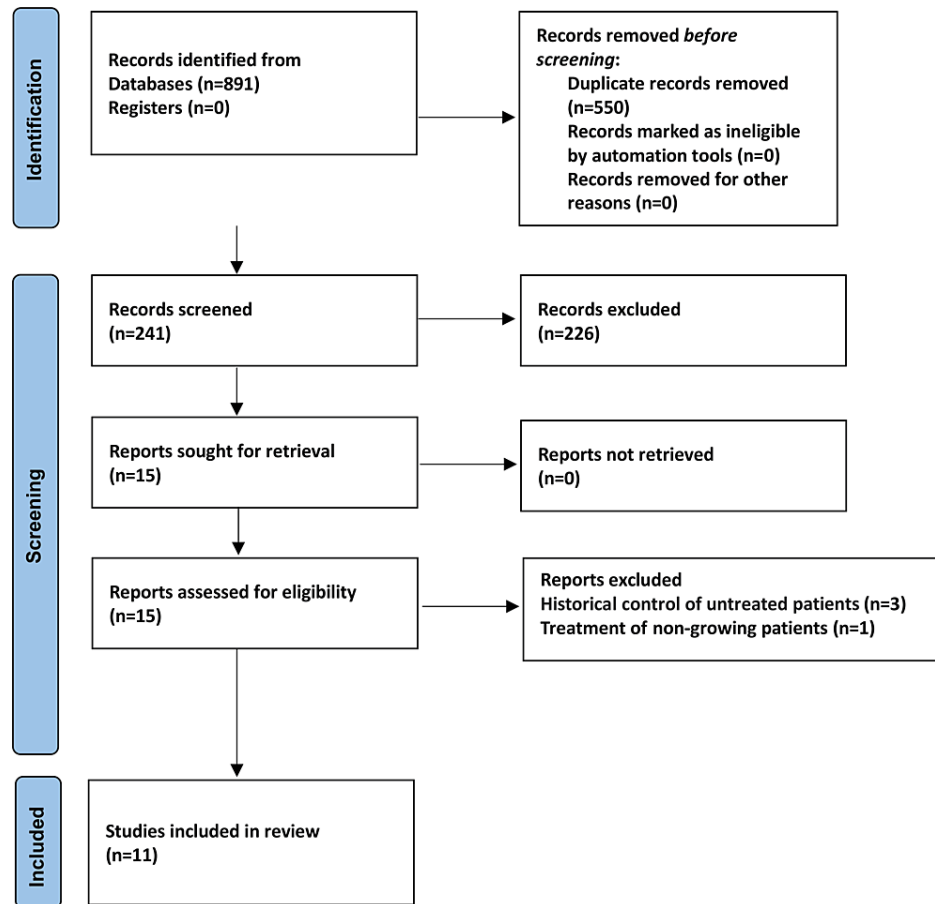 Identification
Records identified from
Databases (n=891)
Registers (n=0)
Records removed before
screening:
Duplicate records removed
(n=550)
Records marked as ineligible
by automation tools (n=0)
Records removed for other
reasons (n=0)
Screening
Records screened
(n=241)
Records excluded
(n=226)
Reports sought for retrieval
(n=15)
Reports not retrieved
(n=0)
Reports assessed for eligibility
(n=15)
Reports excluded
Historical control of untreated patients (n=3)
Treatment of non-growing patients (n=1)
Included
Studies included in review
(n=11)